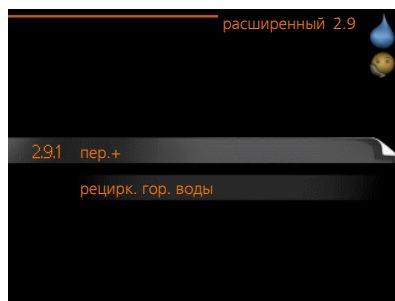 расширенный 2.9
2.9.1 пер.+
рецирк. гор. воды